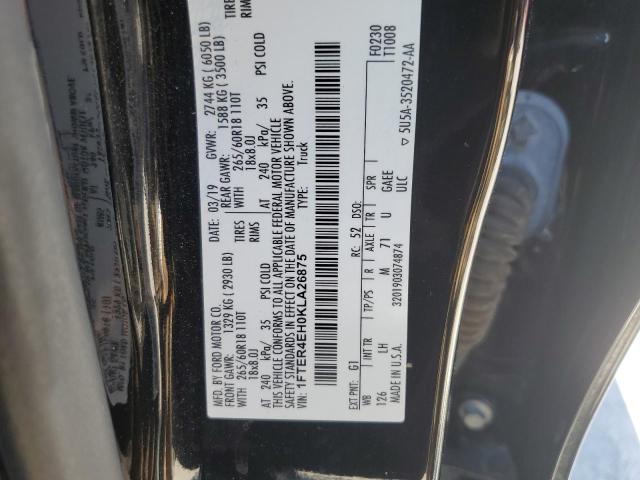 MFD. BY FORD MOTOR CO. DATE: 03/19 GVWR: 2744 KG ( 6050 LB)
FRONT GAWR: 1329 KG ( 2930 LB) REAR GAWR: 1588 KG ( 3500 LB)
WITH 265/60R18 110T TIRES WITH 265/60R18 110T TIRES
18x8.0J RIMS 18x8.0J RIMS
AT 240 kPa/ 35 PSI COLD AT 240 kPa/ 35 PSI COLD
THIS VEHICLE CONFORMS TO ALL APPLICABLE FEDERAL MOTOR VEHICLE
SAFETY STANDARDS IN EFFECT ON THE DATE OF MANUFACTURE SHOWN ABOVE.
VIN: 1FTER4EH0KLA26875 TYPE: Truck
F0230
T1008
EXT PNT: G1 RC: 52 DSO:
WB INT TR TP/PS R AXLE TR SPR
126 LH M 71 U GAEE
ULC
3201903074874
MADE IN U.S.A.
5U5A-3520472-AA